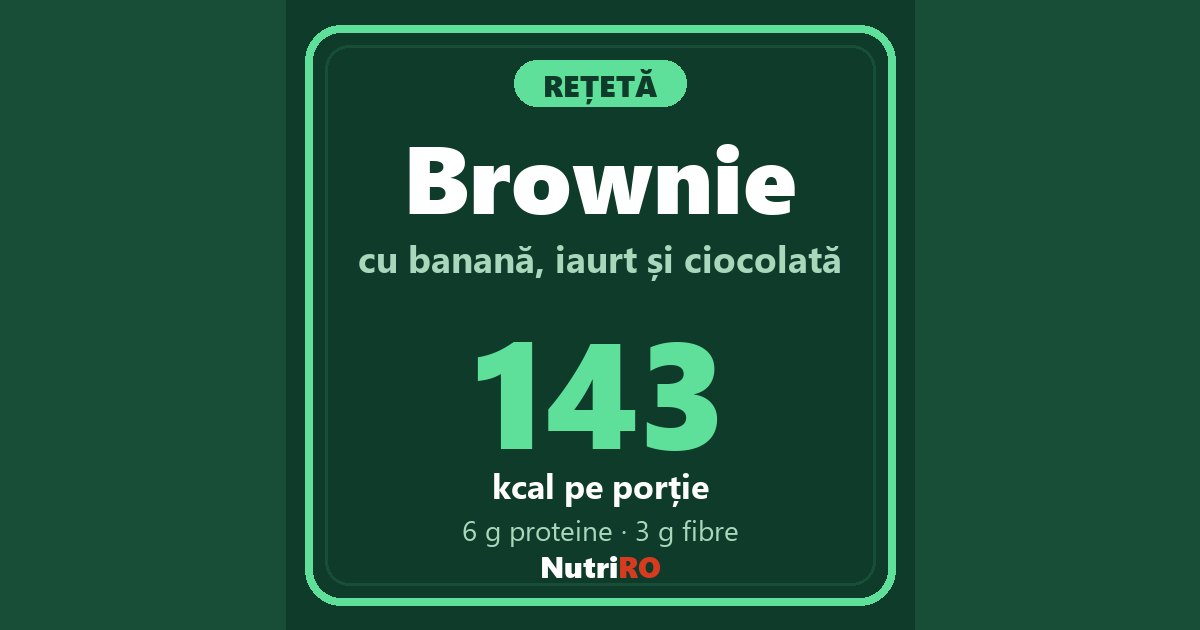 REȚETĂ
Brownie
cu banană, iaurt și ciocolată
143
kcal pe porție
6 g proteine · 3 g fibre
NutriRO